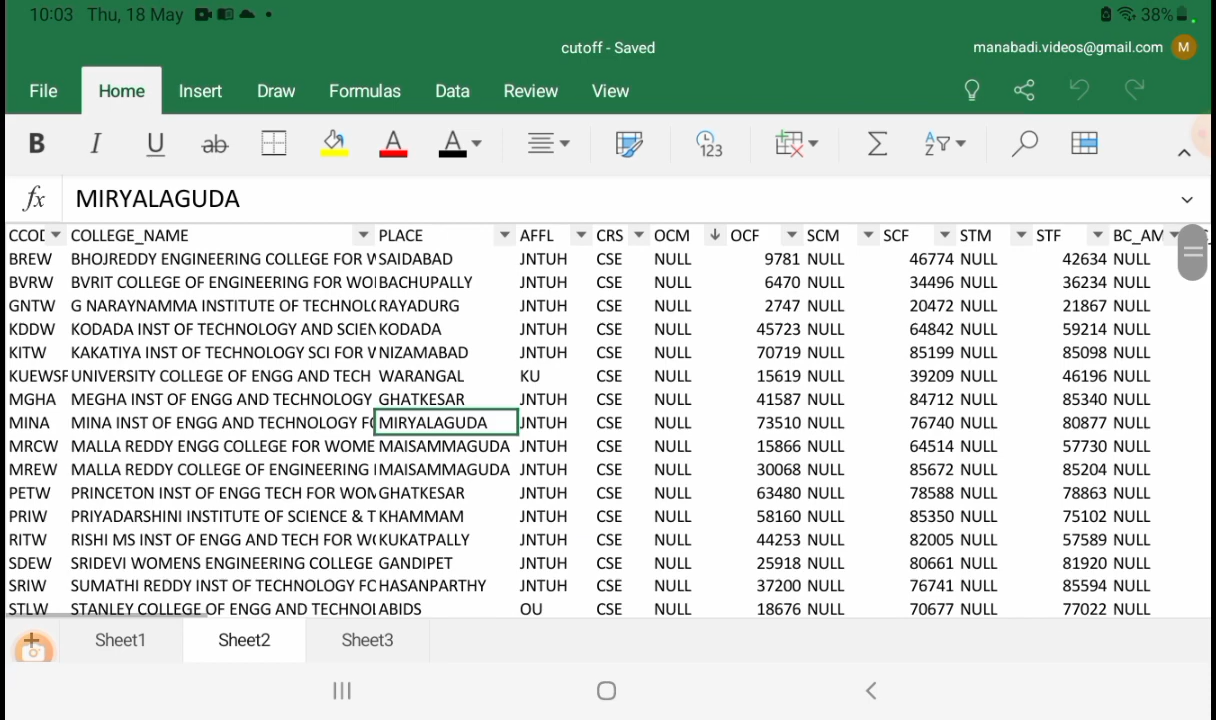 10:03 Thu, 18 May 38%
cutoff - Saved manabadi.videos@gmail.com M
File Home Insert Draw Formulas Data Review View
B I U ab A A 123 A Z
fx MIRYALAGUDA
CCOD COLLEGE_NAME PLACE AFFL CRS OCM OCF SCM SCF STM STF BC_AM
BREW BHOJREDDY ENGINEERING COLLEGE FOR W SAIDABAD JNTUH CSE NULL 9781 NULL 46774 NULL 42634 NULL
BVRW BVRIT COLLEGE OF ENGINEERING FOR WO BACHUPALLY JNTUH CSE NULL 6470 NULL 34496 NULL 36234 NULL
GNTW G NARAYNAMMA INSTITUTE OF TECHNOL RAYADURG JNTUH CSE NULL 2747 NULL 20472 NULL 21867 NULL
KDDW KODADA INST OF TECHNOLOGY AND SCIEN KODADA JNTUH CSE NULL 45723 NULL 64842 NULL 59214 NULL
KITW KAKATIYA INST OF TECHNOLOGY SCI FOR W NIZAMABAD JNTUH CSE NULL 70719 NULL 85199 NULL 85098 NULL
KUEWSF UNIVERSITY COLLEGE OF ENGG AND TECH WARANGAL KU CSE NULL 15619 NULL 39209 NULL 46196 NULL
MGHA MEGHA INST OF ENGG AND TECHNOLOGY GHATKESAR JNTUH CSE NULL 41587 NULL 84712 NULL 85340 NULL
MINA MINA INST OF ENGG AND TECHNOLOGY FO MIRYALAGUDA JNTUH CSE NULL 73510 NULL 76740 NULL 80877 NULL
MRCW MALLA REDDY ENGG COLLEGE FOR WOME MAISAMMAGUDA JNTUH CSE NULL 15866 NULL 64514 NULL 57730 NULL
MREW MALLA REDDY COLLEGE OF ENGINEERING MAISAMMAGUDA JNTUH CSE NULL 30068 NULL 85672 NULL 85204 NULL
PETW PRINCETON INST OF ENGG TECH FOR WOM GHATKESAR JNTUH CSE NULL 63480 NULL 78588 NULL 78863 NULL
PRIW PRIYADARSHINI INSTITUTE OF SCIENCE & T KHAMMAM JNTUH CSE NULL 58160 NULL 85350 NULL 75102 NULL
RITW RISHI MS INST OF ENGG AND TECH FOR WO KUKATPALLY JNTUH CSE NULL 44253 NULL 82005 NULL 57589 NULL
SDEW SRIDEVI WOMENS ENGINEERING COLLEGE GANDIPET JNTUH CSE NULL 25918 NULL 80661 NULL 81920 NULL
SRIW SUMATHI REDDY INST OF TECHNOLOGY FO HASANPARTHY JNTUH CSE NULL 37200 NULL 76741 NULL 85594 NULL
STLW STANLEY COLLEGE OF ENGG AND TECHNOL ABIDS OU CSE NULL 18676 NULL 70677 NULL 77022 NULL
Sheet1 Sheet2 Sheet3